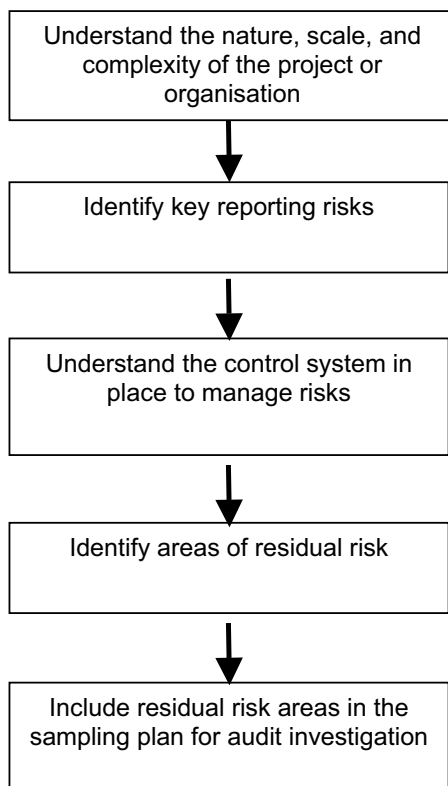 Understand the nature, scale, and
complexity of the project or
organisation
Identify key reporting risks
Understand the control system in
place to manage risks
Identify areas of residual risk
Include residual risk areas in the
sampling plan for audit investigation